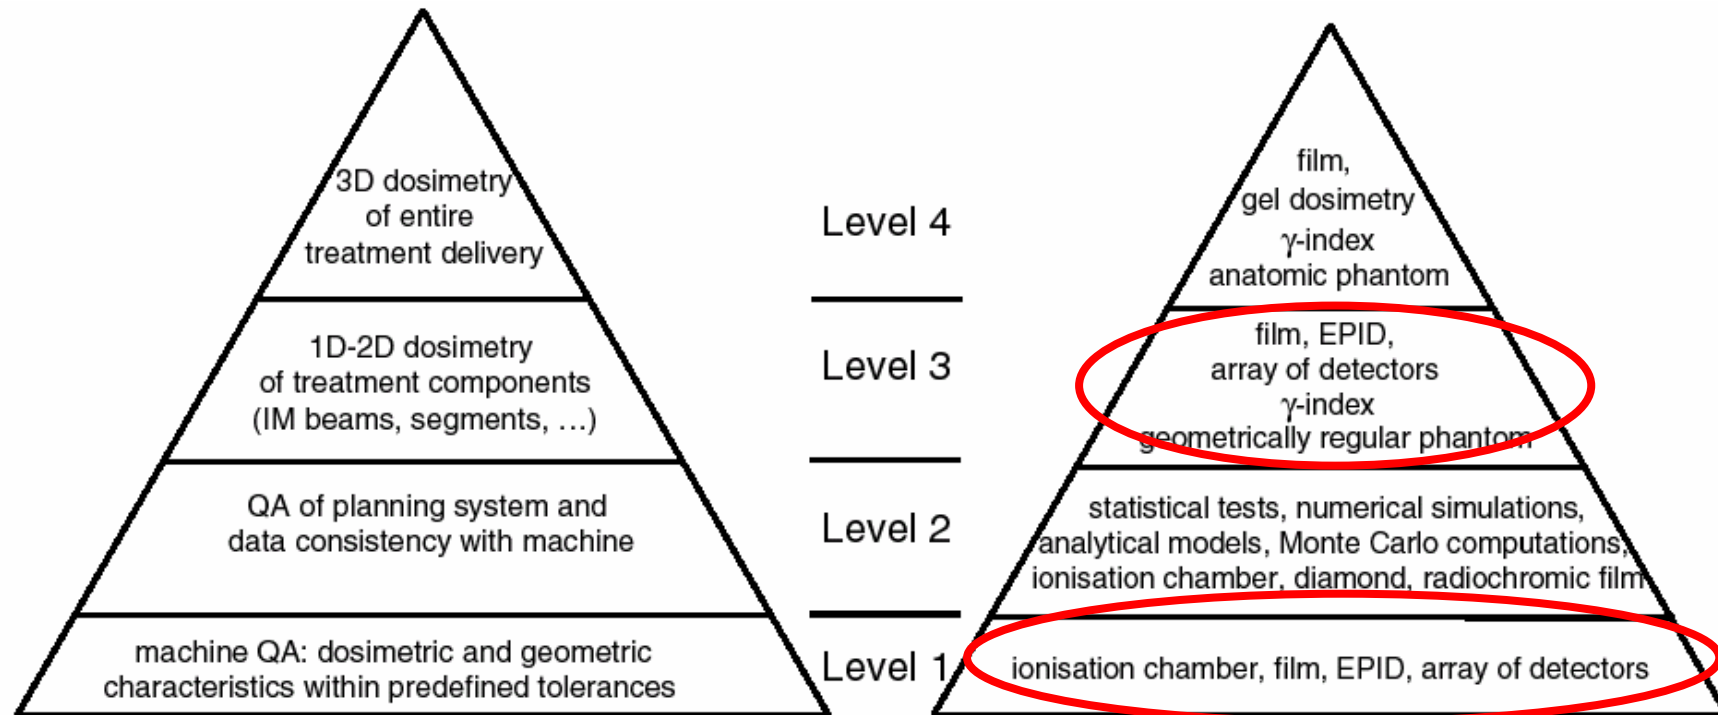 3D dosimetry
of entire
treatment delivery
1D-2D dosimetry
of treatment components
(IM beams, segments, …)
QA of planning system and
data consistency with machine
machine QA: dosimetric and geometric
characteristics within predefined tolerances
Level 4
Level 3
Level 2
Level 1
film,
gel dosimetry
γ-index
anatomic phantom
film, EPID,
array of detectors
γ-index
geometrically regular phantom
statistical tests, numerical simulations,
analytical models, Monte Carlo computations,
ionisation chamber, diamond, radiochromic film
ionisation chamber, film, EPID, array of detectors